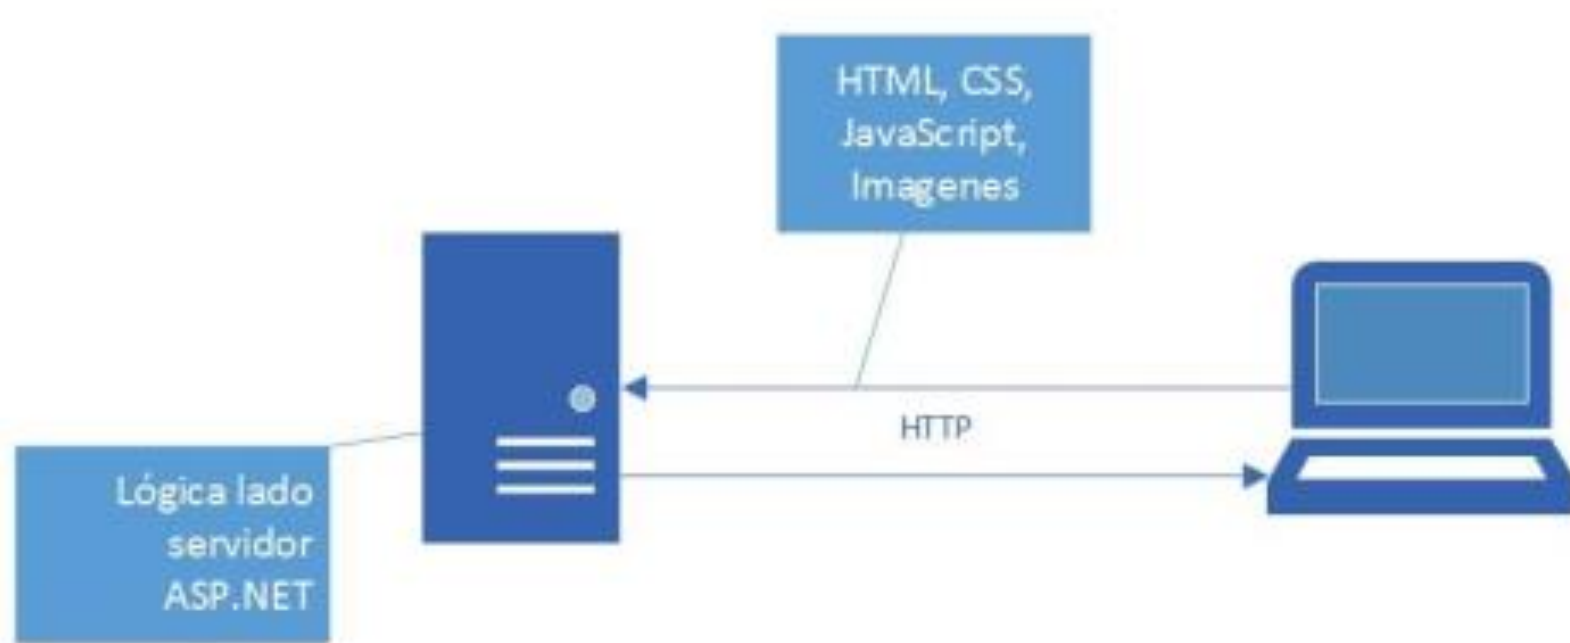 HTML, CSS,
JavaScript,
Imagenes
HTTP
Lógica lado
servidor
ASP.NET